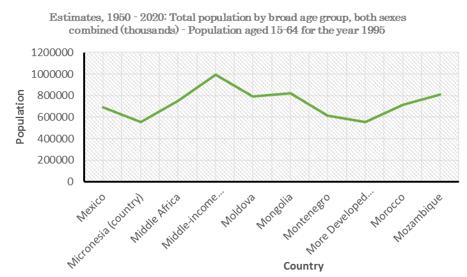 Estimates, 1950 - 2020: Total population by broad age group, both sexes
combined (thousands) - Population aged 15-64 for the year 1995
1200000
1000000
800000
600000
400000
200000
0
Population
Mexico
Micronesia (country)
Middle Africa
Middle-income...
Moldova
Mongolia
Montenegro
More Developed...
Morocco
Mozambique
Country